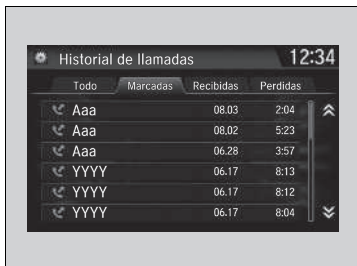 Historial de llamadas 12:34
Todo Marcadas Recibidas Perdidas
Aaa 08.03 2:04
Aaa 08.02 5:23
Aaa 06.28 3:57
YYYY 06.17 8:13
YYYY 06.17 8:12
YYYY 06.17 8:04